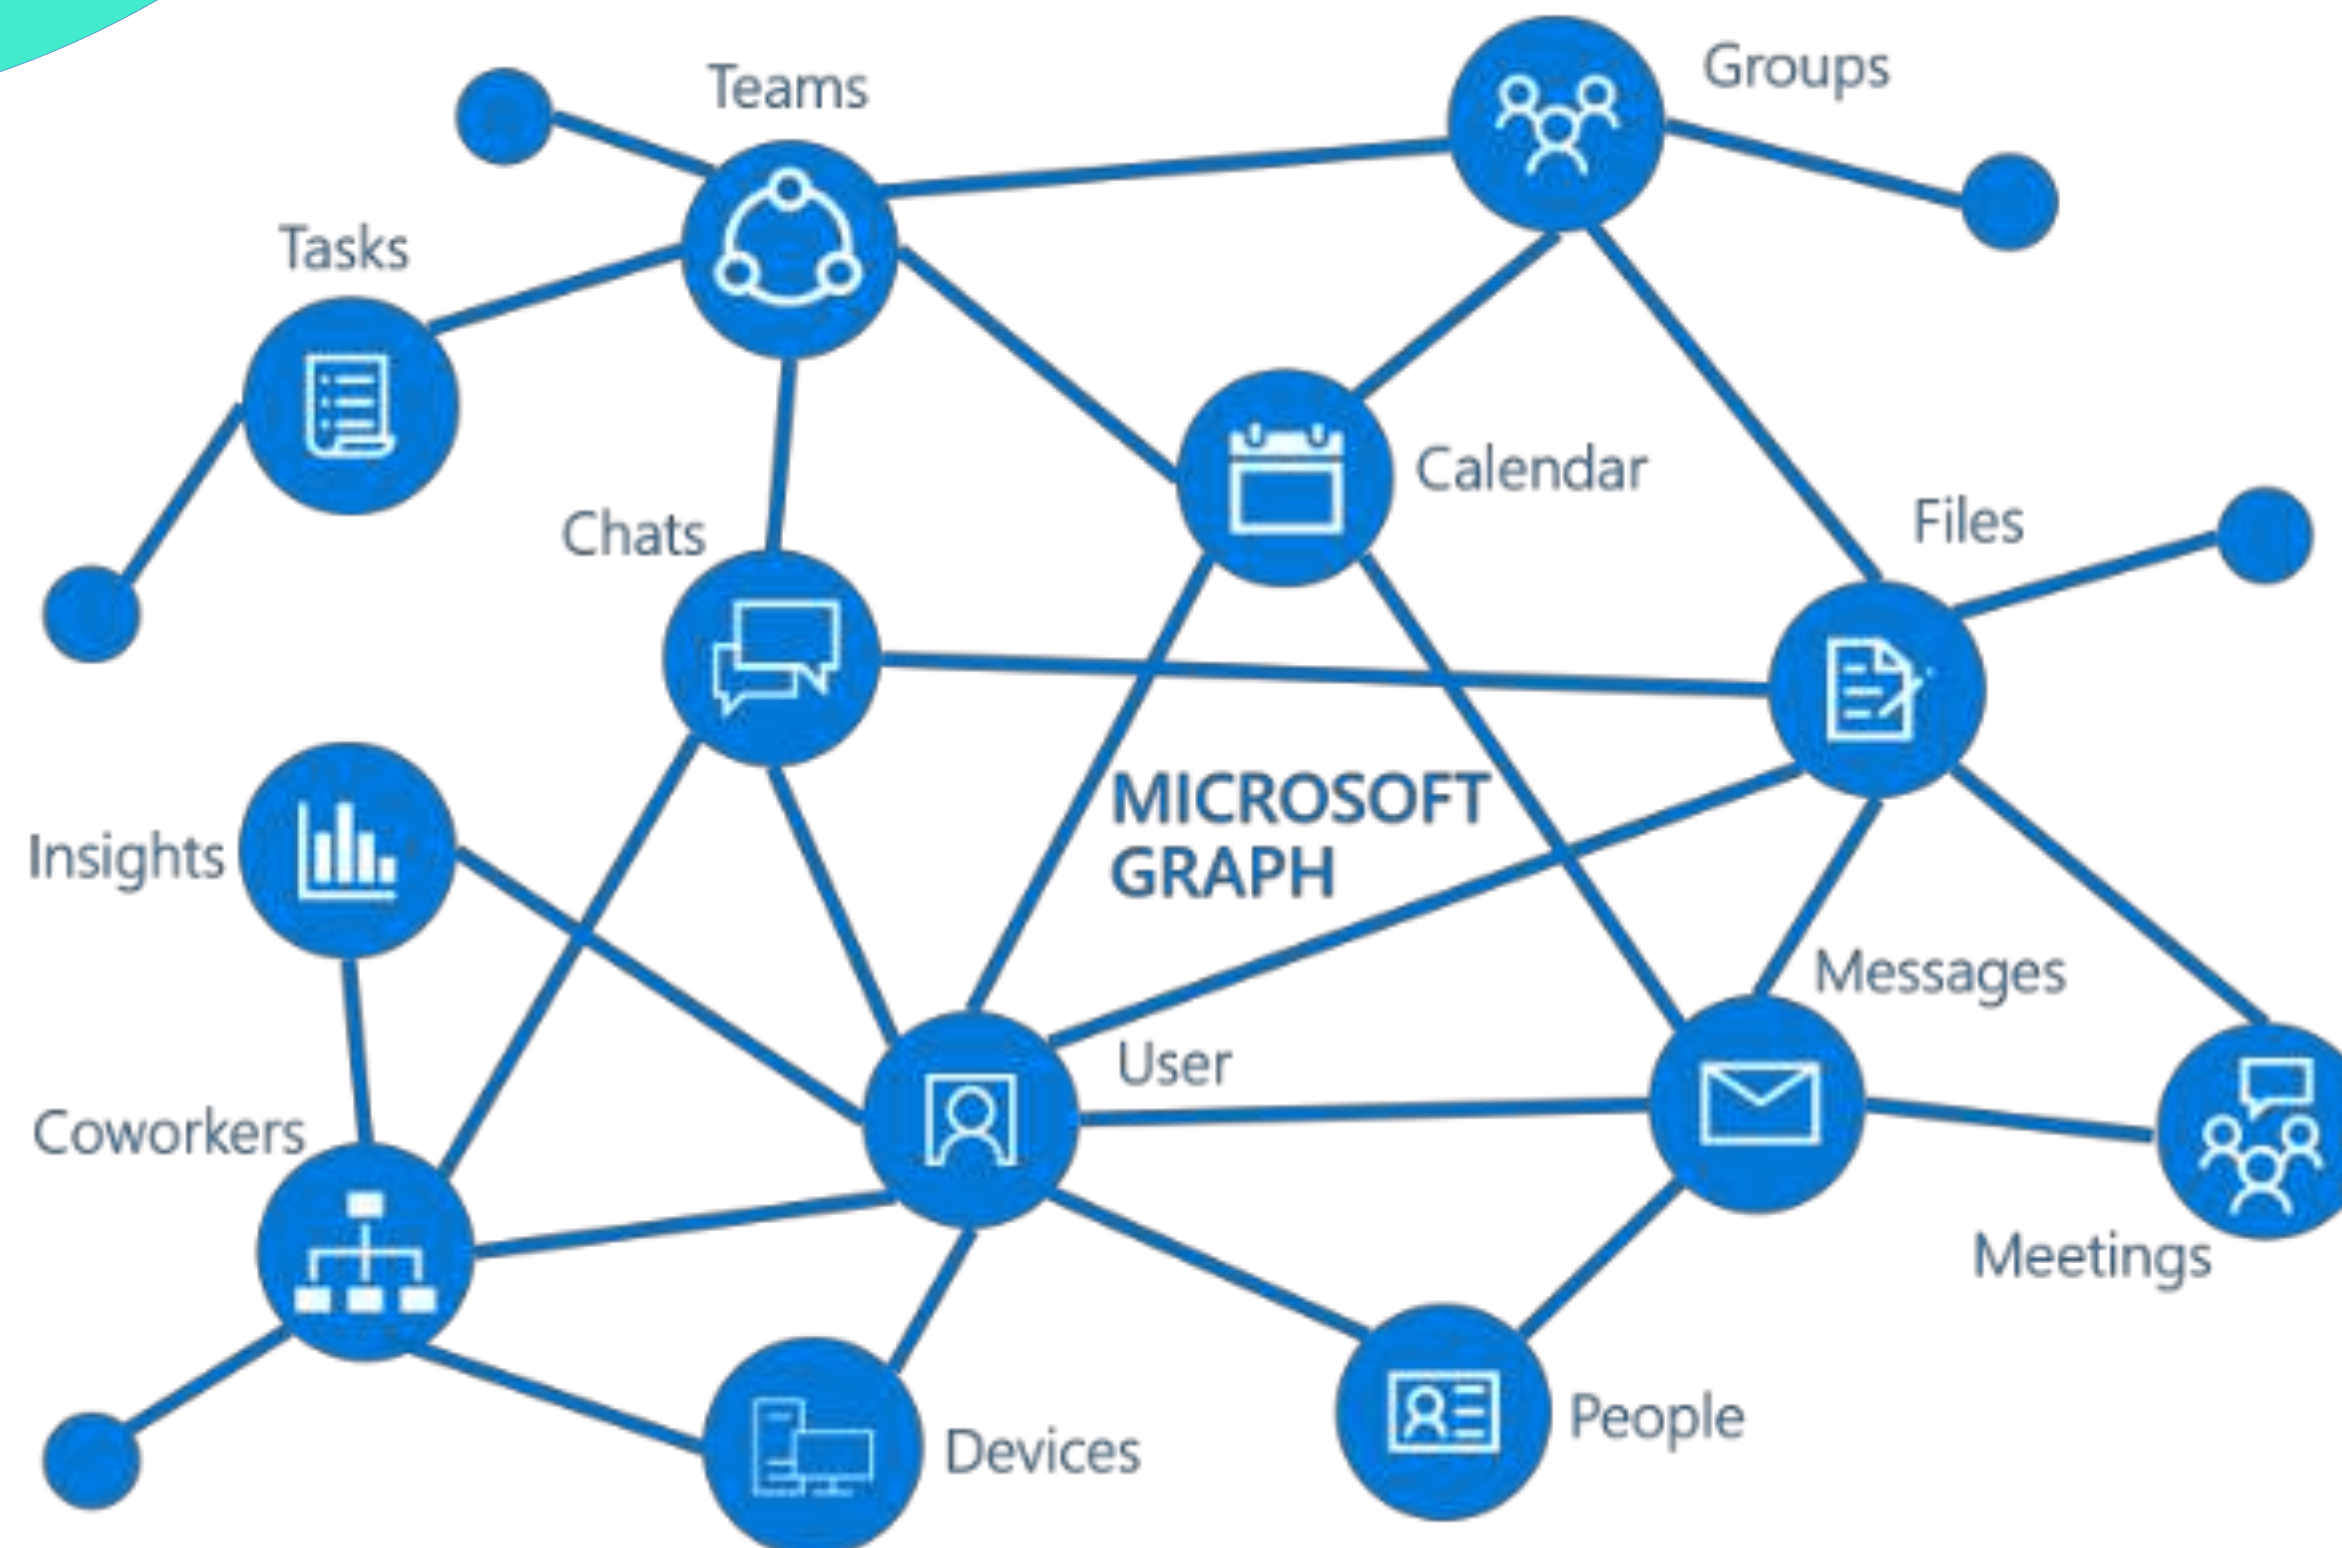 Teams
Groups
Tasks
Calendar
Chats
Files
MICROSOFT
GRAPH
Insights
Messages
User
Coworkers
Meetings
People
Devices